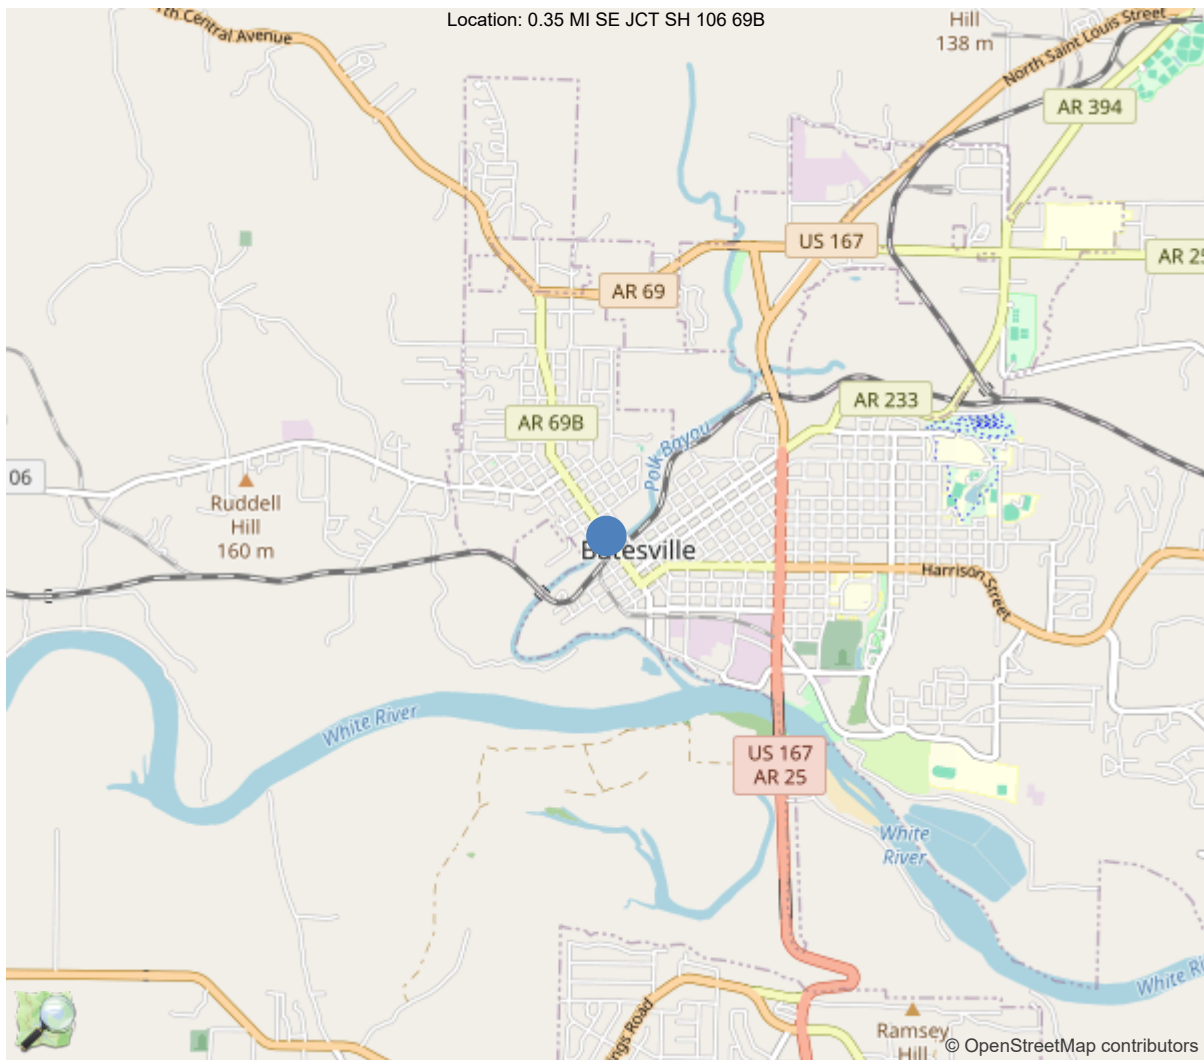 Location: 0.35 MI SE JCT SH 106 69B
th Central Avenue
Hill
138 m
North Saint Louis Street
AR 394
US 167
AR 25
AR 69
AR 69B
AR 233
Polk Bayou
06
Ruddell
Hill
160 m
Batesville
Harrison Street
White River
US 167
AR 25
White
River
White Ri
ngs Road
Ramsey
Hill
© OpenStreetMap contributors